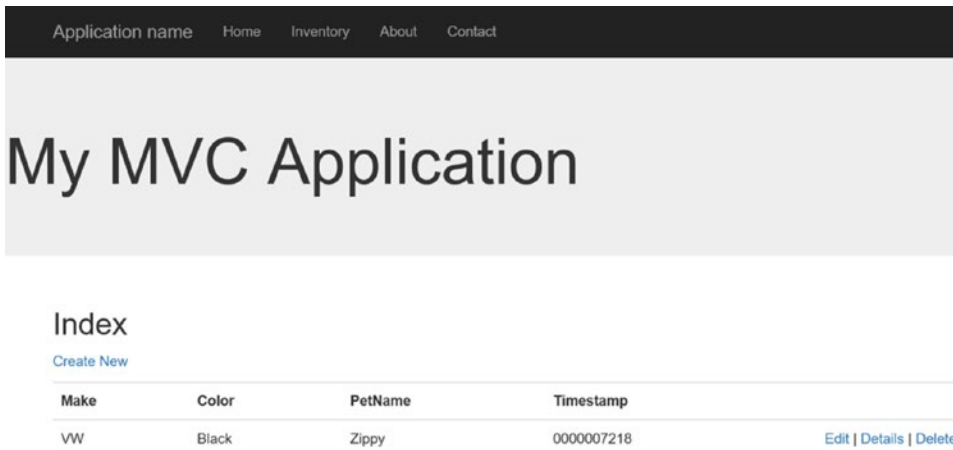 Application name Home Inventory About Contact
My MVC Application
Index
Create New
Make Color PetName Timestamp
VW Black Zippy 0000007218 Edit | Details | Delete